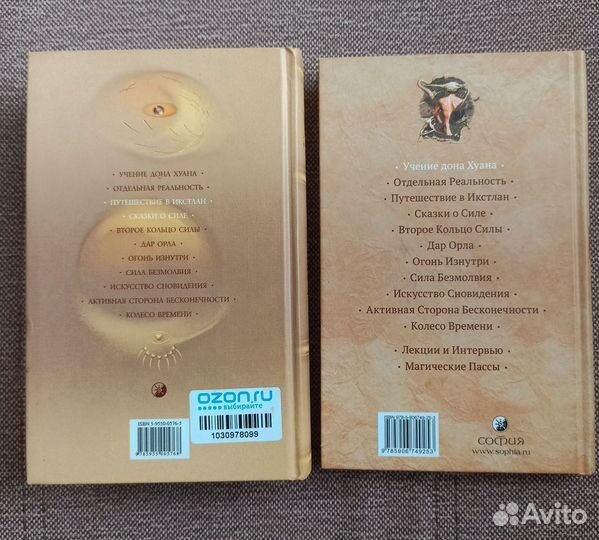 • УЧЕНИЕ ДОНА ХУАНА •
• ОТДЕЛЬНАЯ РЕАЛЬНОСТЬ •
• ПУТЕШЕСТВИЕ В ИКСТЛАН •
• СКАЗКИ О СИЛЕ •
• ВТОРОЕ КОЛЬЦО СИЛЫ •
• ДАР ОРЛА •
• ОГОНЬ ИЗНУТРИ •
• СИЛА БЕЗМОЛВИЯ •
• ИСКУССТВО СНОВИДЕНИЯ •
• АКТИВНАЯ СТОРОНА БЕСКОНЕЧНОСТИ •
• КОЛЕСО ВРЕМЕНИ •
ozon.ru
выбирайте
1030978099
• Учение дона Хуана •
• Отдельная Реальность •
• Путешествие в Икстлан •
• Сказки о Силе •
• Второе Кольцо Силы •
• Дар Орла •
• Огонь Изнутри •
• Сила Безмолвия •
• Искусство Сновидения •
• Активная Сторона Бесконечности •
• Колесо Времени •
• Лекции и Интервью •
• Магические Пассы •
9 785906 749253
СОФИЯ
www.sophia.ru
Avito